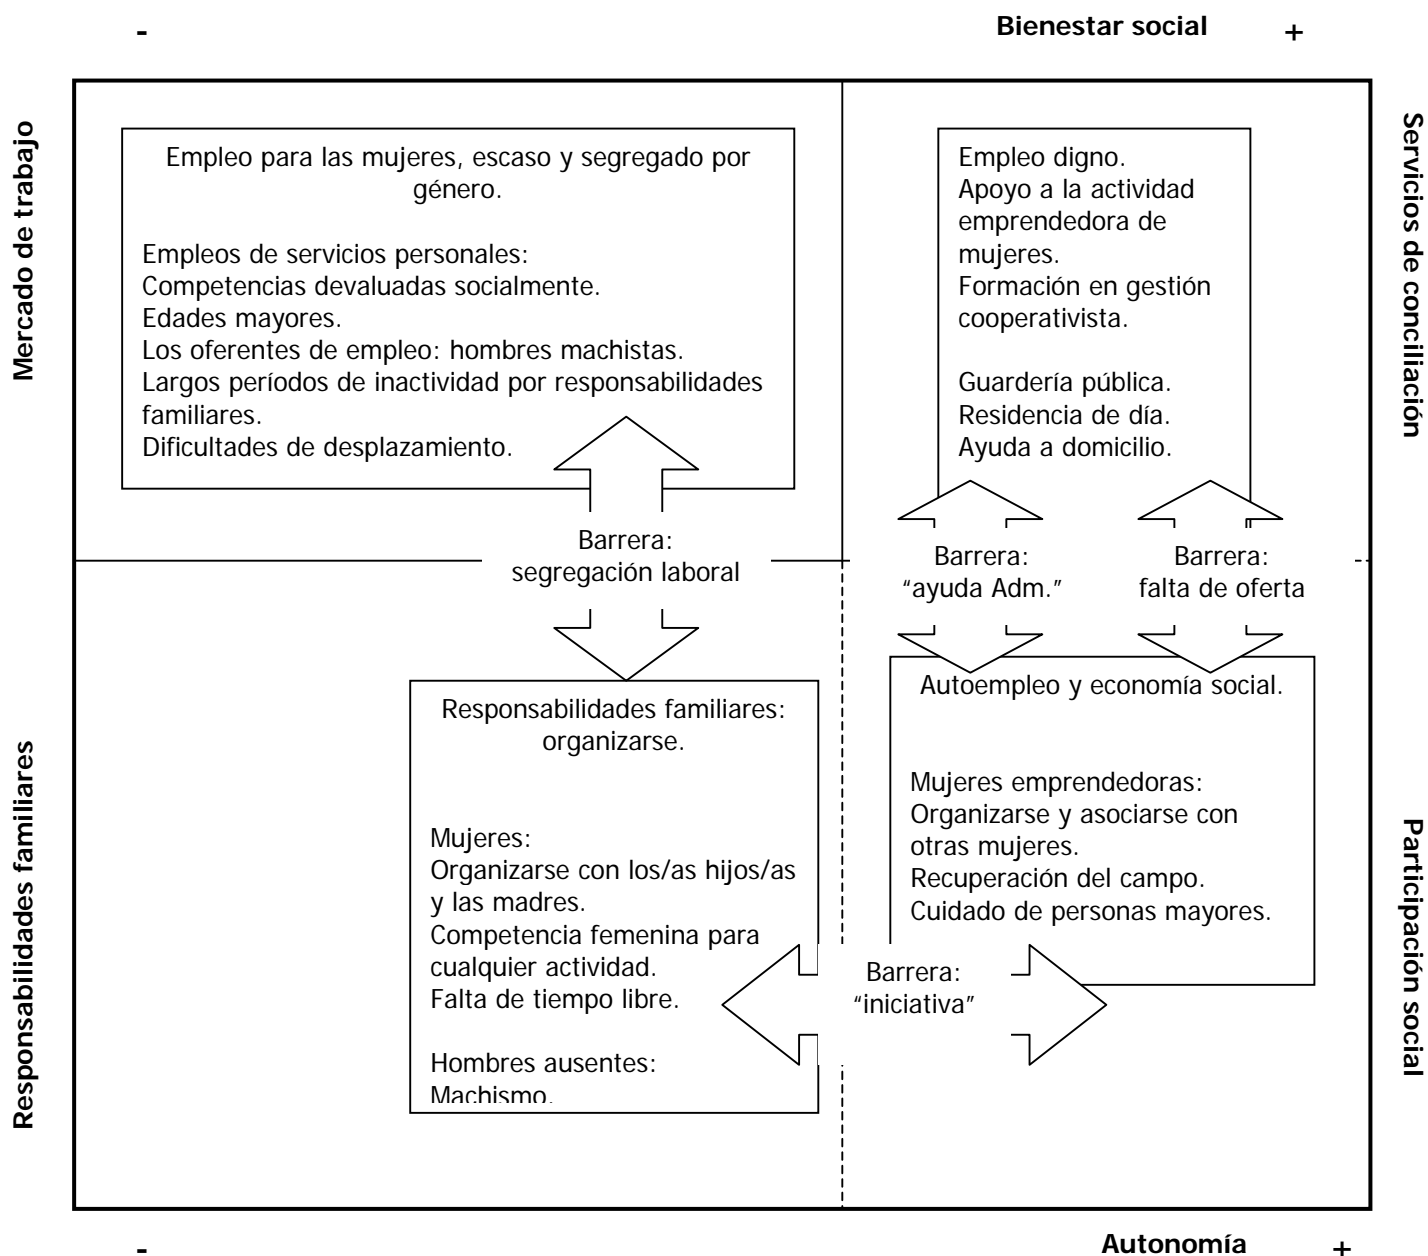 -
Bienestar social
+
Mercado de trabajo
Empleo para las mujeres, escaso y segregado por
género.
Empleos de servicios personales:
Competencias devaluadas socialmente.
Edades mayores.
Los oferentes de empleo: hombres machistas.
Largos períodos de inactividad por responsabilidades
familiares.
Dificultades de desplazamiento.
Empleo digno.
Apoyo a la actividad
emprendedora de
mujeres.
Formación en gestión
cooperativista.
Guardería pública.
Residencia de día.
Ayuda a domicilio.
Servicios de conciliación
Barrera:
segregación laboral
Barrera:
“ayuda Adm.”
Barrera:
falta de oferta
Responsabilidades familiares
Responsabilidades familiares:
organizarse.
Mujeres:
Organizarse con los/as hijos/as
y las madres.
Competencia femenina para
cualquier actividad.
Falta de tiempo libre.
Hombres ausentes:
Machismo.
Barrera:
“iniciativa”
Autoempleo y economía social.
Mujeres emprendedoras:
Organizarse y asociarse con
otras mujeres.
Recuperación del campo.
Cuidado de personas mayores.
Participación social
-
Autonomía
+